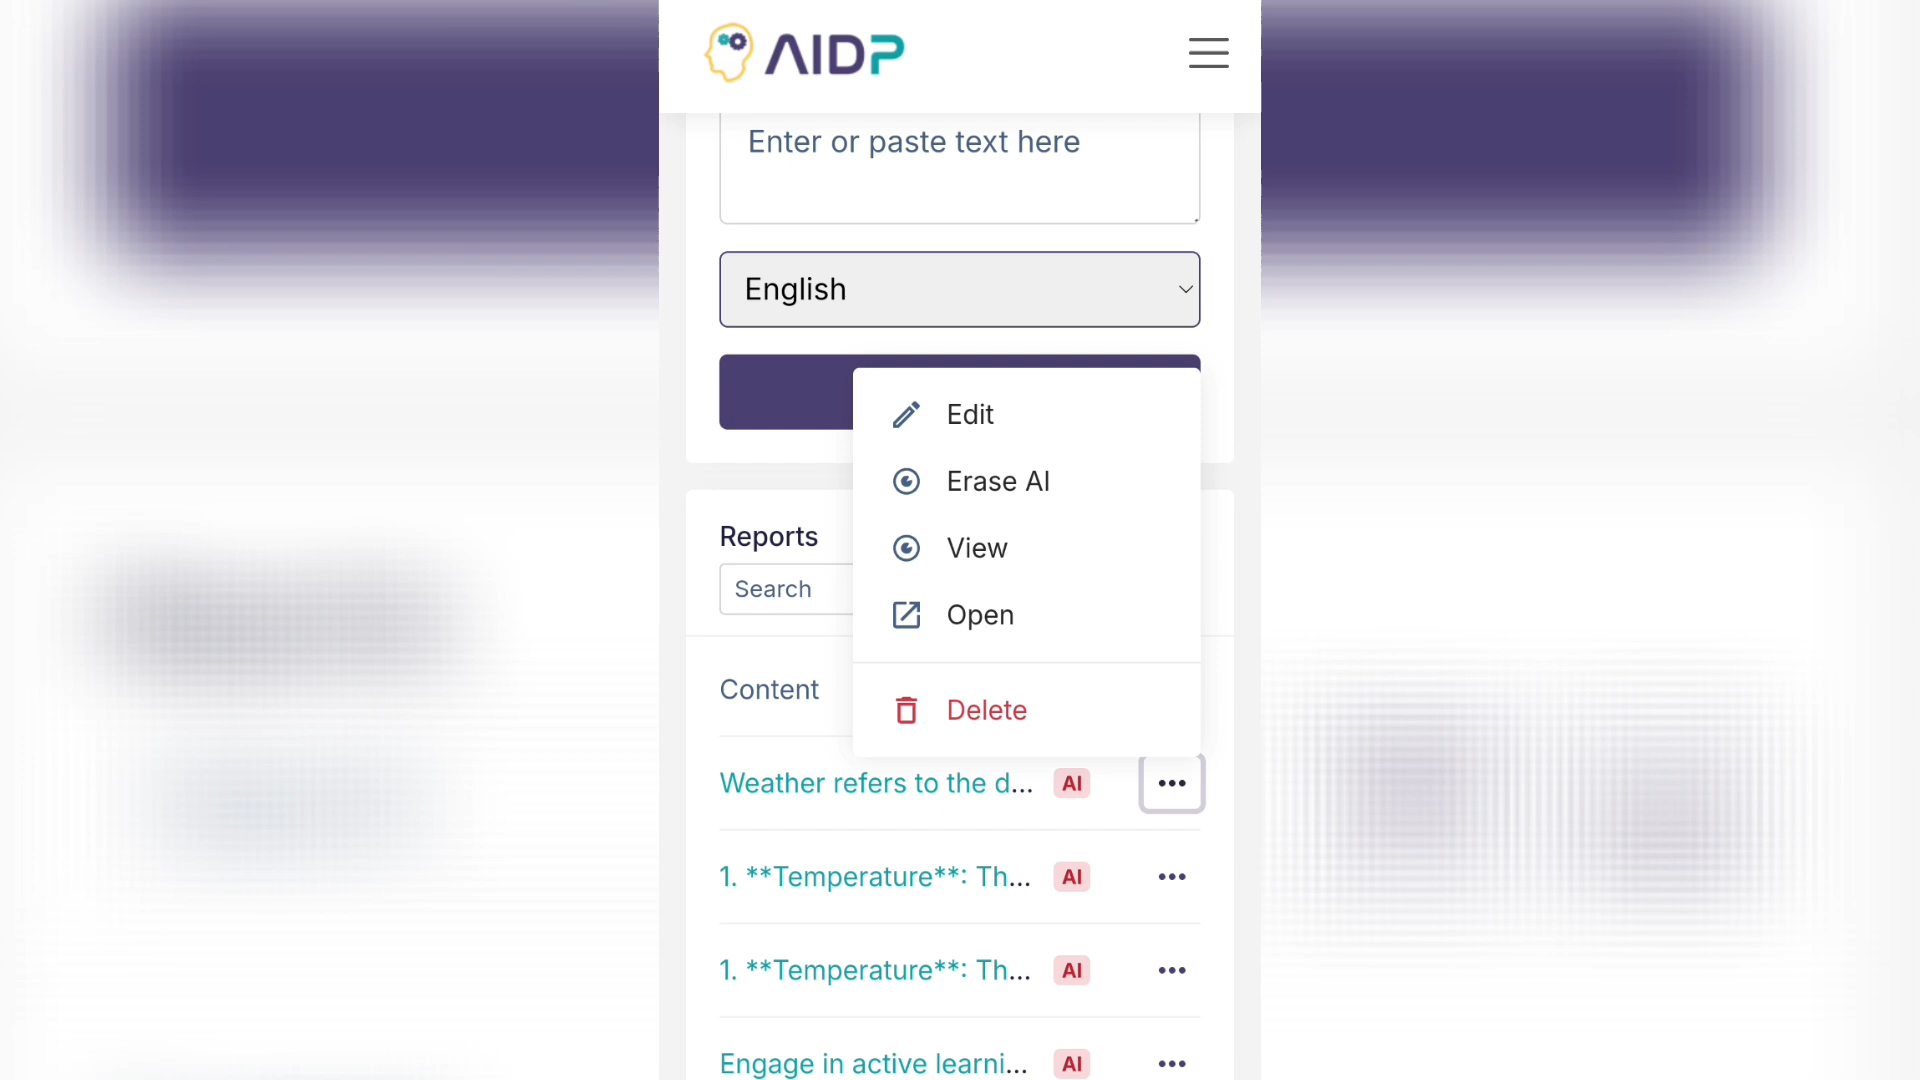 AIDP
Enter or paste text here
English
Edit
Erase AI
View
Open
Delete
Reports
Search
Content
Weather refers to the d... AI
1. **Temperature**: Th... AI
1. **Temperature**: Th... AI
Engage in active learni... AI